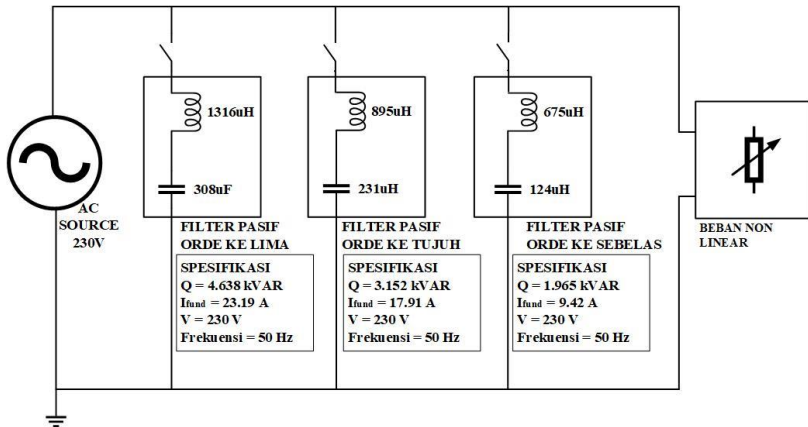 AC
SOURCE
230V
1316uH
308uF
FILTER PASIF
ORDE KE LIMA
SPESIFIKASI
Q = 4.638 kVAR
Ifund = 23.19 A
V = 230 V
Frekuensi = 50 Hz
895uH
231uH
FILTER PASIF
ORDE KE TUJUH
SPESIFIKASI
Q = 3.152 kVAR
Ifund = 17.91 A
V = 230 V
Frekuensi = 50 Hz
675uH
124uH
FILTER PASIF
ORDE KE SEBELAS
SPESIFIKASI
Q = 1.965 kVAR
Ifund = 9.42 A
V = 230 V
Frekuensi = 50 Hz
BEBAN NON
LINEAR